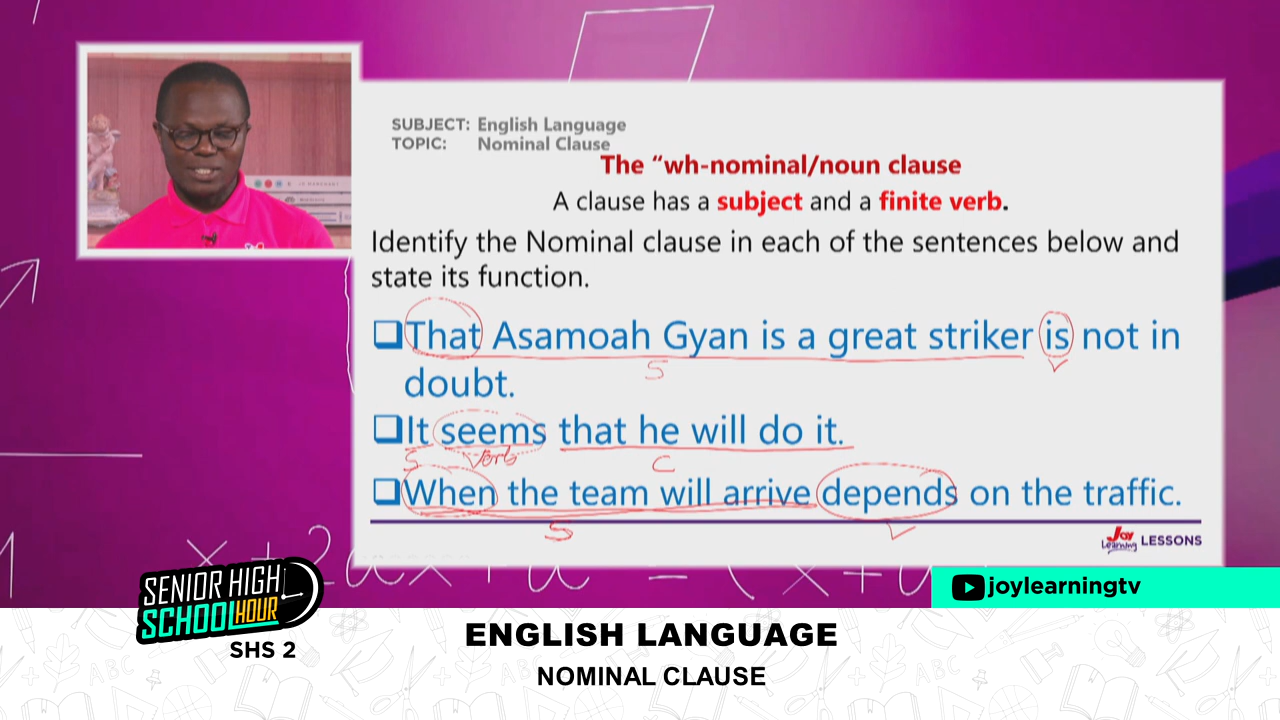 SUBJECT: English Language
TOPIC: Nominal Clause
The “wh-nominal/noun clause
A clause has a subject and a finite verb.
Identify the Nominal clause in each of the sentences below and
state its function.
❑That Asamoah Gyan is a great striker is not in
S V
doubt.
❑It seems that he will do it.
S Verb C
❑When the team will arrive depends on the traffic.
S V
Joy Learning LESSONS
SENIOR HIGH
SCHOOL HOUR
SHS 2
joylearningtv
ENGLISH LANGUAGE
NOMINAL CLAUSE